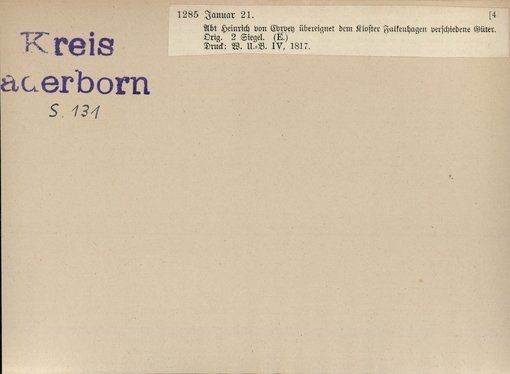 1285 Januar 21. [4
Abt Heinrich von Corvey übereignet dem Kloster Falkenhagen verschiedene Güter.
Orig. 2 Siegel. (E.)
Druck: W. U.-B. IV, 1817.
Kreis
aderborn
S. 131